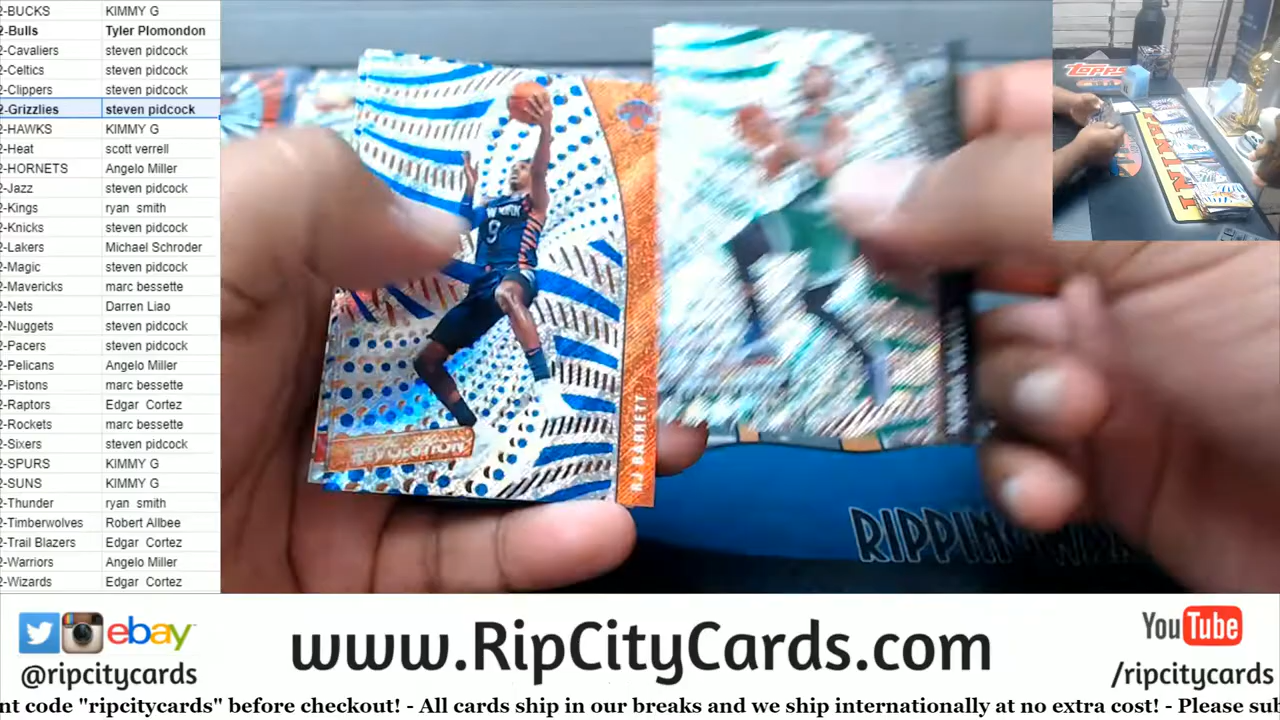 2-BUCKS KIMMY G
2-Bulls Tyler Plomondon
2-Cavaliers steven pidcock
2-Celtics steven pidcock
2-Clippers steven pidcock
2-Grizzlies steven pidcock
2-HAWKS KIMMY G
2-Heat scott verrell
2-HORNETS Angelo Miller
2-Jazz steven pidcock
2-Kings ryan smith
2-Knicks steven pidcock
2-Lakers Michael Schroder
2-Magic steven pidcock
2-Mavericks marc bessette
2-Nets Darren Liao
2-Nuggets steven pidcock
2-Pacers steven pidcock
2-Pelicans Angelo Miller
2-Pistons marc bessette
2-Raptors Edgar Cortez
2-Rockets marc bessette
2-Sixers steven pidcock
2-SPURS KIMMY G
2-SUNS KIMMY G
2-Thunder ryan smith
2-Timberwolves Robert Allbee
2-Trail Blazers Edgar Cortez
2-Warriors Angelo Miller
2-Wizards Edgar Cortez
9
REVOLUTION
RJ BARRETT
RIPPIN
Topps
PANINI
ebay
@ripcitycards
www.RipCityCards.com
YouTube
/ripcitycards
nt code "ripcitycards" before checkout! - All cards ship in our breaks and we ship internationally at no extra cost! - Please sub